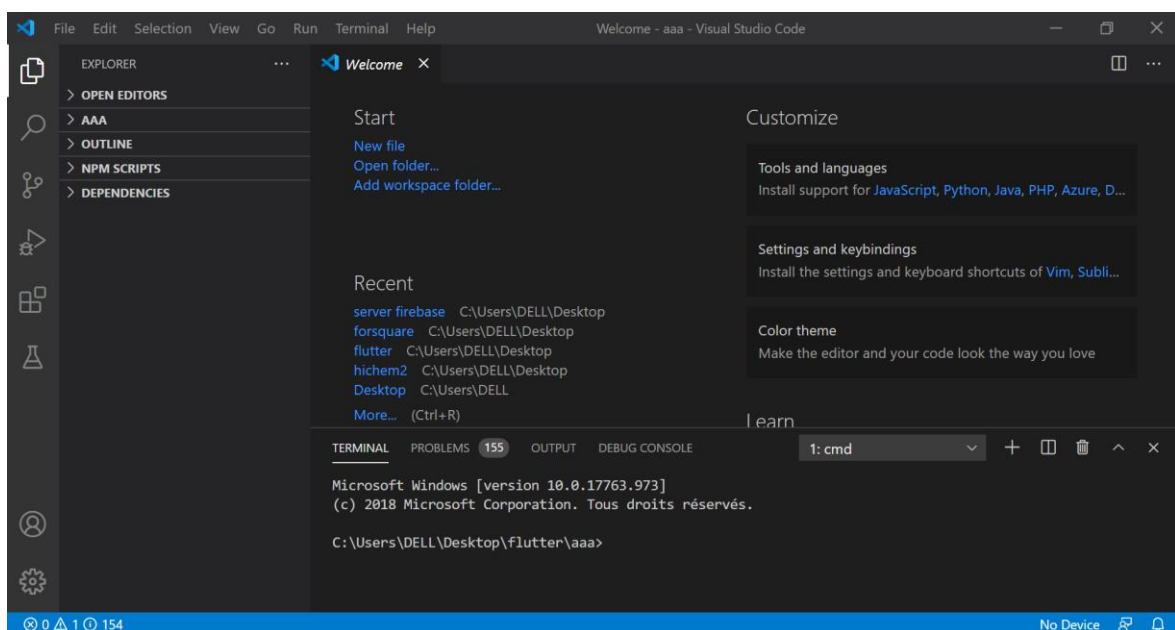 File Edit Selection View Go Run Terminal Help Welcome - aaa - Visual Studio Code
EXPLORER
Welcome
OPEN EDITORS
AAA
OUTLINE
NPM SCRIPTS
DEPENDENCIES
Start
New file
Open folder...
Add workspace folder...
Recent
server firebase C:\Users\DELL\Desktop
forsquare C:\Users\DELL\Desktop
flutter C:\Users\DELL\Desktop
hichem2 C:\Users\DELL\Desktop
Desktop C:\Users\DELL
More... (Ctrl+R)
Customize
Tools and languages
Install support for JavaScript, Python, Java, PHP, Azure, D...
Settings and keybindings
Install the settings and keyboard shortcuts of Vim, Subli...
Color theme
Make the editor and your code look the way you love
Learn
TERMINAL PROBLEMS 155 OUTPUT DEBUG CONSOLE 1: cmd
Microsoft Windows [version 10.0.17763.973]
(c) 2018 Microsoft Corporation. Tous droits réservés.
C:\Users\DELL\Desktop\flutter\aaa>
0 1 154 No Device